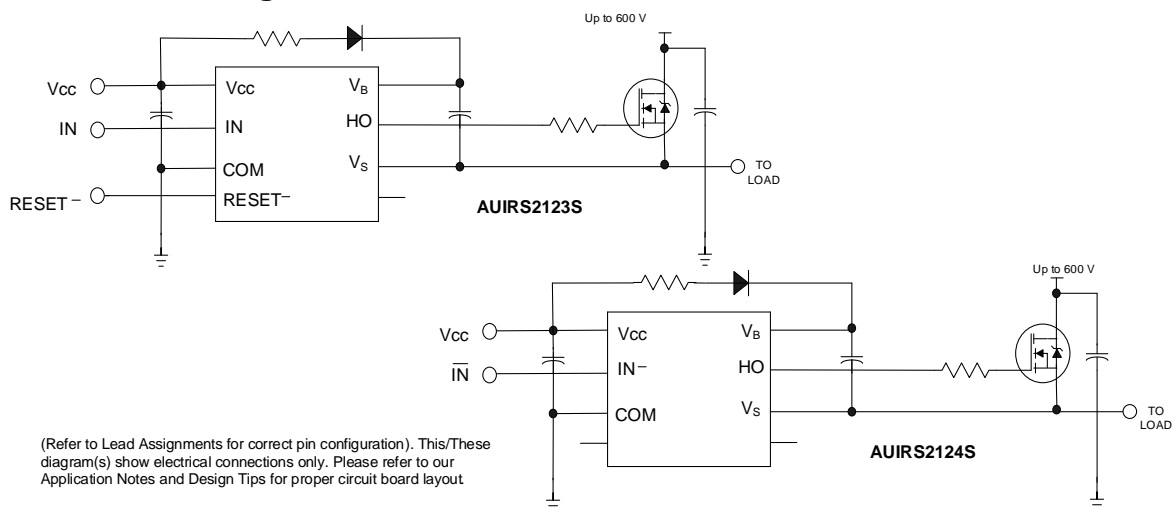 Up to 600 V
Vcc
Vcc
VB
IN
IN
HO
COM
VS
TO
LOAD
RESET–
RESET–
AUIRS2123S
Up to 600 V
Vcc
Vcc
VB
IN
IN–
HO
COM
VS
TO
LOAD
AUIRS2124S
(Refer to Lead Assignments for correct pin configuration). This/These
diagram(s) show electrical connections only. Please refer to our
Application Notes and Design Tips for proper circuit board layout.